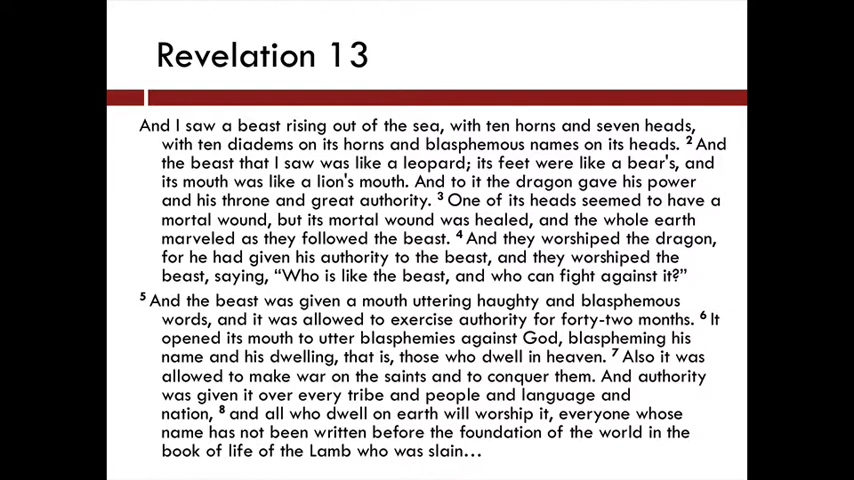 Revelation 13
And I saw a beast rising out of the sea, with ten horns and seven heads,
with ten diadems on its horns and blasphemous names on its heads. ² And
the beast that I saw was like a leopard; its feet were like a bear's, and
its mouth was like a lion's mouth. And to it the dragon gave his power
and his throne and great authority. ³ One of its heads seemed to have a
mortal wound, but its mortal wound was healed, and the whole earth
marveled as they followed the beast. ⁴ And they worshiped the dragon,
for he had given his authority to the beast, and they worshiped the
beast, saying, “Who is like the beast, and who can fight against it?”
⁵ And the beast was given a mouth uttering haughty and blasphemous
words, and it was allowed to exercise authority for forty-two months. ⁶ It
opened its mouth to utter blasphemies against God, blaspheming his
name and his dwelling, that is, those who dwell in heaven. ⁷ Also it was
allowed to make war on the saints and to conquer them. And authority
was given it over every tribe and people and language and
nation, ⁸ and all who dwell on earth will worship it, everyone whose
name has not been written before the foundation of the world in the
book of life of the Lamb who was slain…